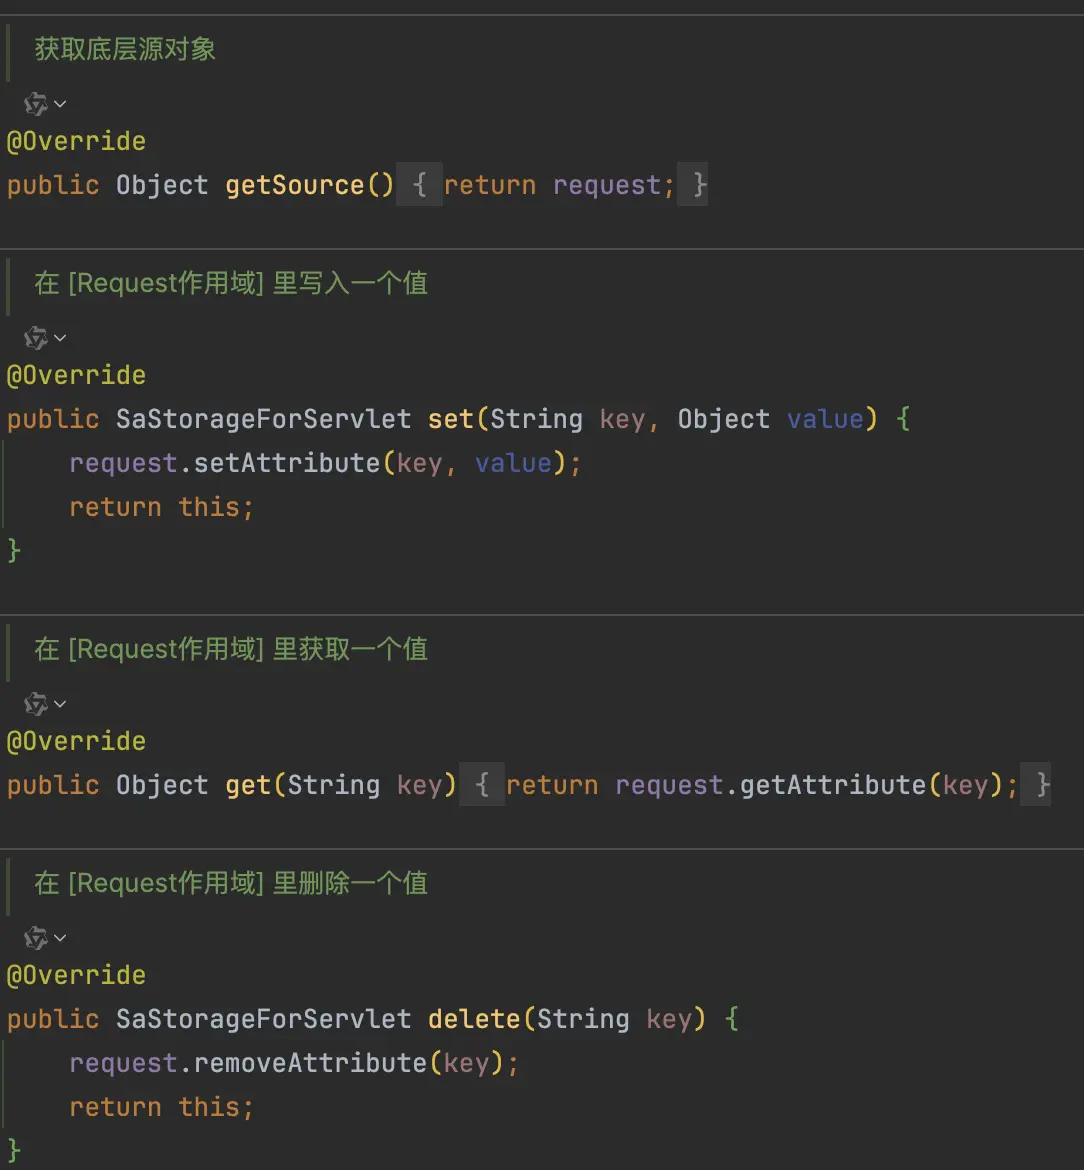 获取底层源对象
@Override
public Object getSource() { return request; }
在 [Request作用域] 里写入一个值
@Override
public SaStorageForServlet set(String key, Object value) {
    request.setAttribute(key, value);
    return this;
}
在 [Request作用域] 里获取一个值
@Override
public Object get(String key) { return request.getAttribute(key); }
在 [Request作用域] 里删除一个值
@Override
public SaStorageForServlet delete(String key) {
    request.removeAttribute(key);
    return this;
}